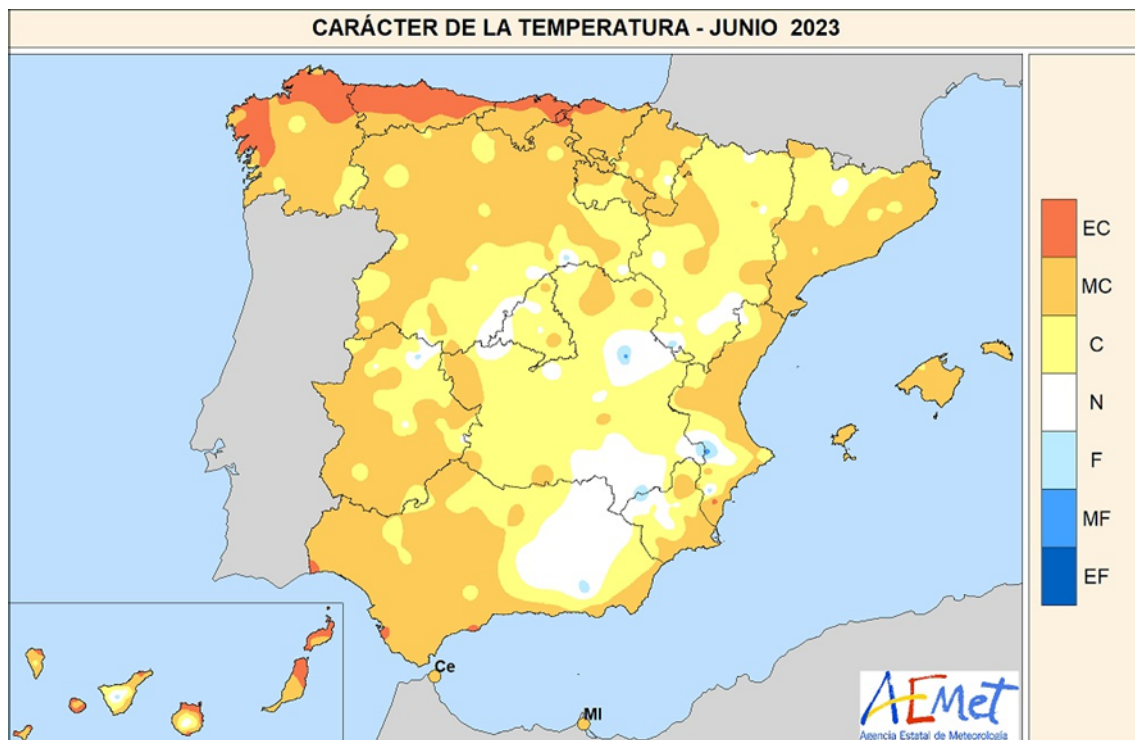 CARÁCTER DE LA TEMPERATURA - JUNIO 2023
EC
MC
C
N
F
MF
EF
Ce
Ml
AEMet
Agencia Estatal de Meteorología